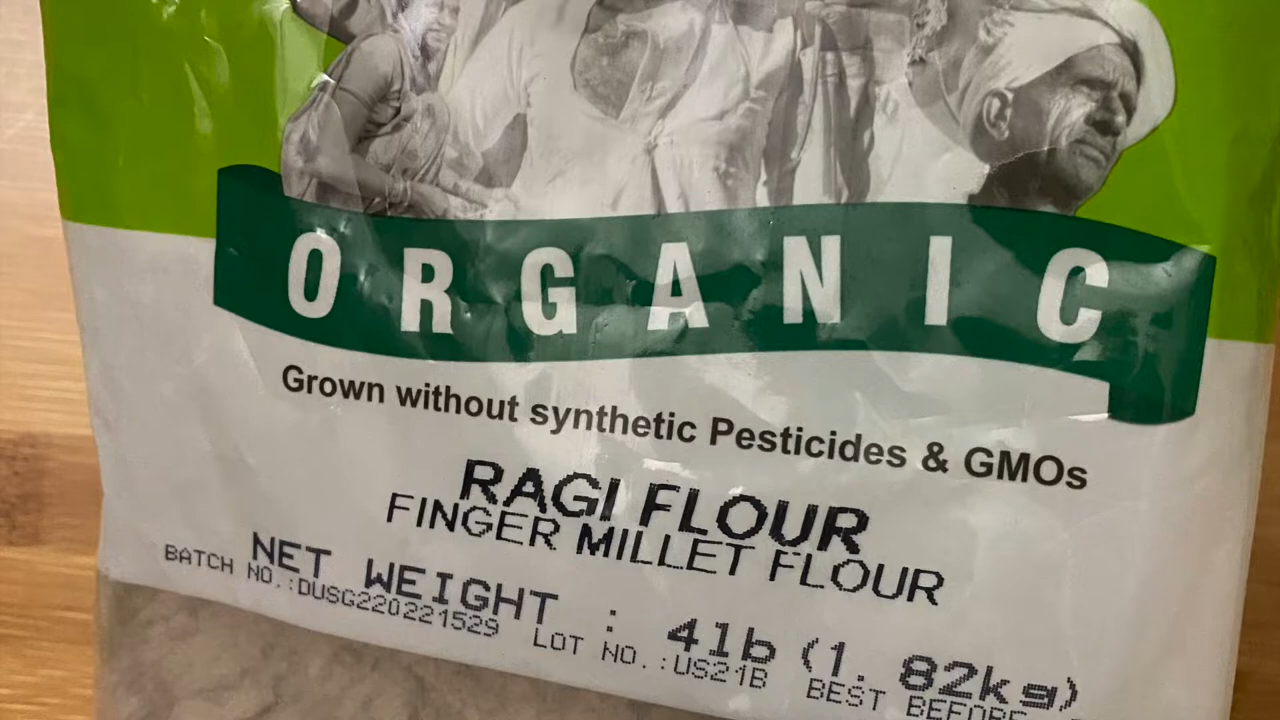 ORGANIC
Grown without synthetic Pesticides & GMOs
RAGI FLOUR
FINGER MILLET FLOUR
NET WEIGHT : 4lb (1. 82kg)
BATCH NO.:DUSG220221529 LOT NO.:US21B BEST BEFORE